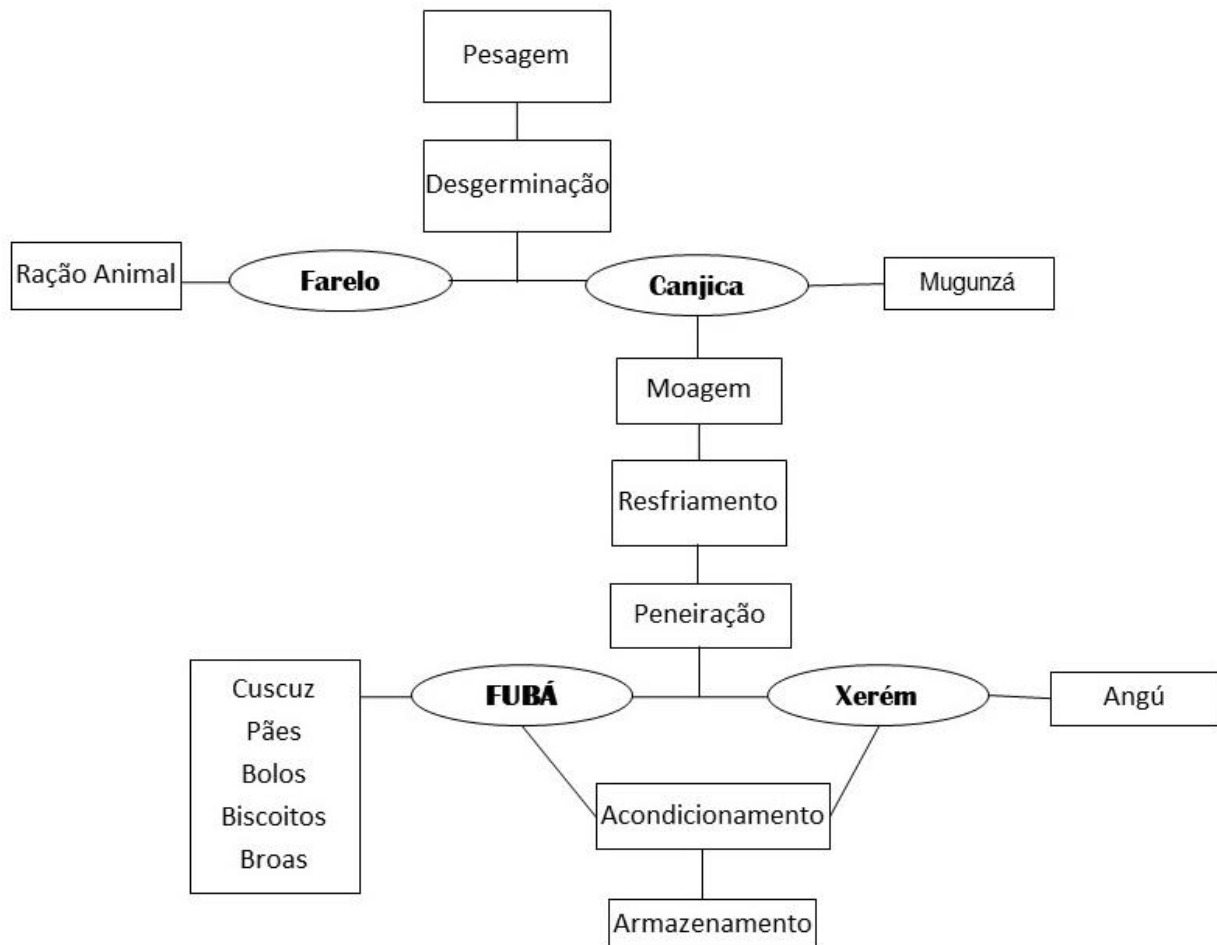 Pesagem
Desgerminação
Ração Animal
Farelo
Canjica
Mugunzá
Moagem
Resfriamento
Peneiração
Cuscuz
Pães
Bolos
Biscoitos
Broas
FUBÁ
Xerém
Angú
Acondicionamento
Armazenamento